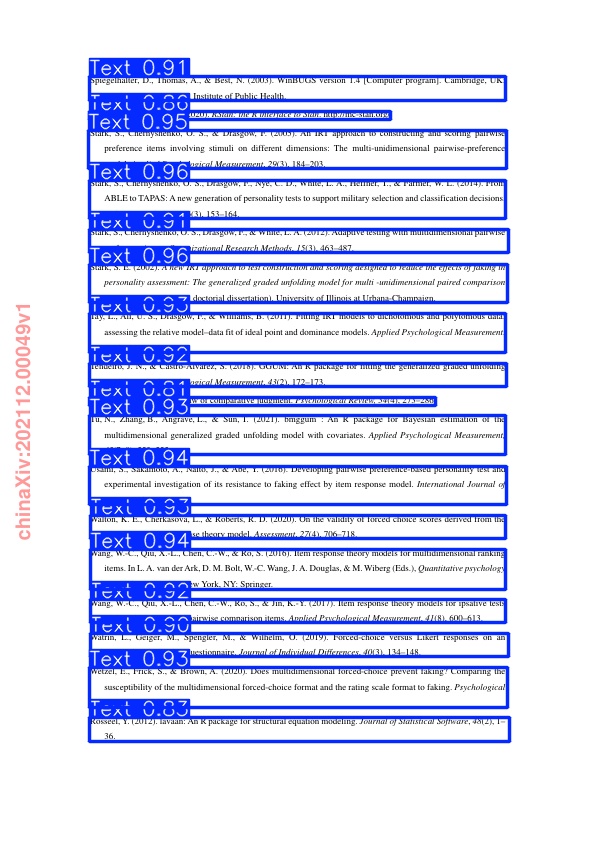 Text 0.91
Spiegelhalter, D., Thomas, A., & Best, N. (2003). WinBUGS version 1.4 [Computer program]. Cambridge, UK:
Institute of Public Health.
Text 0.86
RStan: the R interface to Stan. http://mc-stan.org/
Text 0.95
Stark, S., Chernyshenko, O. S., & Drasgow, F. (2005). An IRT approach to constructing and scoring pairwise
preference items involving stimuli on different dimensions: The multi-unidimensional pairwise-preference
ological Measurement, 29(3), 184–203.
Text 0.96
Stark, S., Chernyshenko, O. S., Drasgow, F., Nye, C. D., White, L. A., Heffner, T., & Farmer, W. L. (2014). From
ABLE to TAPAS: A new generation of personality tests to support military selection and classification decisions.
(3), 153–164.
Text 0.91
Stark, S., Chernyshenko, O. S., Drasgow, F., & White, L. A. (2012). Adaptive testing with multidimensional pairwise
Organizational Research Methods, 15(3), 463–487.
Text 0.96
Stark, S. E. (2002). A new IRT approach to test construction and scoring designed to reduce the effects of faking in
personality assessment: The generalized graded unfolding model for multi -unidimensional paired comparison
doctorial dissertation). University of Illinois at Urbana-Champaign.
Text 0.93
Tay, L., Ali, U. S., Drasgow, F., & Williams, B. (2011). Fitting IRT models to dichotomous and polytomous data:
assessing the relative model–data fit of ideal point and dominance models. Applied Psychological Measurement,
Text 0.92
Tendeiro, J. N., & Castro-Alvarez, S. (2018). GGUM: An R package for fitting the generalized graded unfolding
ogical Measurement, 43(2), 172–173.
Text 0.81
of comparative judgment. Psychological Review, 34(4), 273–286.
Text 0.93
Tu, N., Zhang, B., Angrave, L., & Sun, T. (2021). bmggum : An R package for Bayesian estimation of the
multidimensional generalized graded unfolding model with covariates. Applied Psychological Measurement,
Text 0.94
Usami, S., Sakamoto, A., Naito, J., & Abe, Y. (2016). Developing pairwise preference-based personality test and
experimental investigation of its resistance to faking effect by item response model. International Journal of
Text 0.93
Walton, K. E., Cherkasova, L., & Roberts, R. D. (2020). On the validity of forced choice scores derived from the
se theory model. Assessment, 27(4), 706–718.
Text 0.94
Wang, W.-C., Qiu, X.-L., Chen, C.-W., & Ro, S. (2016). Item response theory models for multidimensional ranking
items. In L. A. van der Ark, D. M. Bolt, W.-C. Wang, J. A. Douglas, & M. Wiberg (Eds.), Quantitative psychology
ew York, NY: Springer.
Text 0.92
Wang, W.-C., Qiu, X.-L., Chen, C.-W., Ro, S., & Jin, K.-Y. (2017). Item response theory models for ipsative tests
pairwise comparison items. Applied Psychological Measurement, 41(8), 600–613.
Text 0.90
Watrin, L., Geiger, M., Spengler, M., & Wilhelm, O. (2019). Forced-choice versus Likert responses on an
uestionnaire. Journal of Individual Differences, 40(3), 134–148.
Text 0.93
Wetzel, E., Frick, S., & Brown, A. (2020). Does multidimensional forced-choice prevent faking? Comparing the
susceptibility of the multidimensional forced-choice format and the rating scale format to faking. Psychological
Text 0.83
Rosseel, Y. (2012). lavaan: An R package for structural equation modeling. Journal of Statistical Software, 48(2), 1–
36.
chinaXiv:202112.00049v1